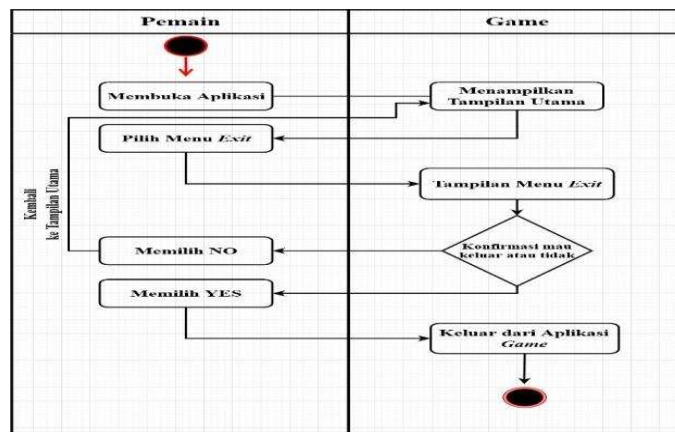 Pemain
Game
Membuka Aplikasi
Menampilkan
Tampilan Utama
Pilih Menu Exit
Tampilan Menu Exit
Kembali
ke Tampilan Utama
Konfirmasi mau
keluar atau tidak
Memilih NO
Memilih YES
Keluar dari Aplikasi
Game